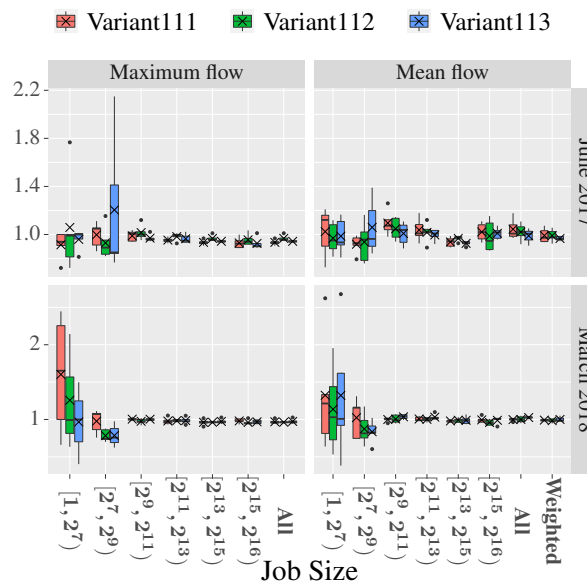 Variant111 Variant112 Variant113
Maximum flow Mean flow
2.2
1.8
1.4
1.0
June 2017
2
1
March 2018
[1, 2⁷) [2⁷, 2⁹) [2⁹, 2¹¹) [2¹¹, 2¹³) [2¹³, 2¹⁵) [2¹⁵, 2¹⁶) All [1, 2⁷) [2⁷, 2⁹) [2⁹, 2¹¹) [2¹¹, 2¹³) [2¹³, 2¹⁵) [2¹⁵, 2¹⁶) All Weighted
Job Size